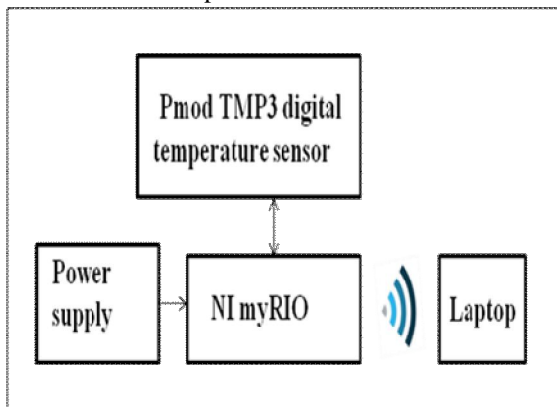 Pmod TMP3 digital
temperature sensor
Power
supply
NI myRIO
Laptop